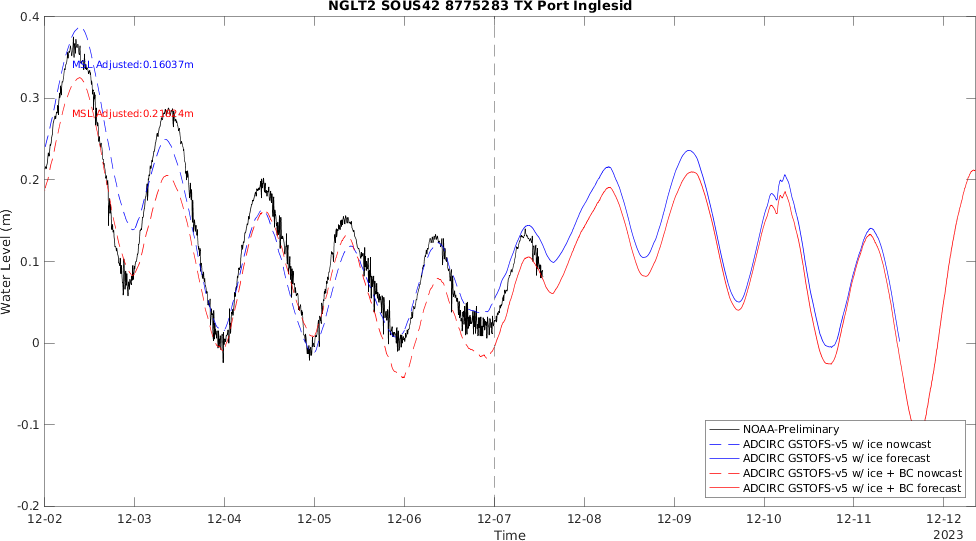 NGLT2 SOUS42 8775283 TX Port Inglesid
0.4
0.3
0.2
0.1
0
-0.1
-0.2
Water Level (m)
MSL Adjusted:0.16037m
NOAA-Preliminary
ADCIRC GSTOFS-v5 w/ ice nowcast
ADCIRC GSTOFS-v5 w/ ice forecast
ADCIRC GSTOFS-v5 w/ ice + BC nowcast
ADCIRC GSTOFS-v5 w/ ice + BC forecast
12-02 12-03 12-04 12-05 12-06 12-07 12-08 12-09 12-10 12-11 12-12
Time
2023